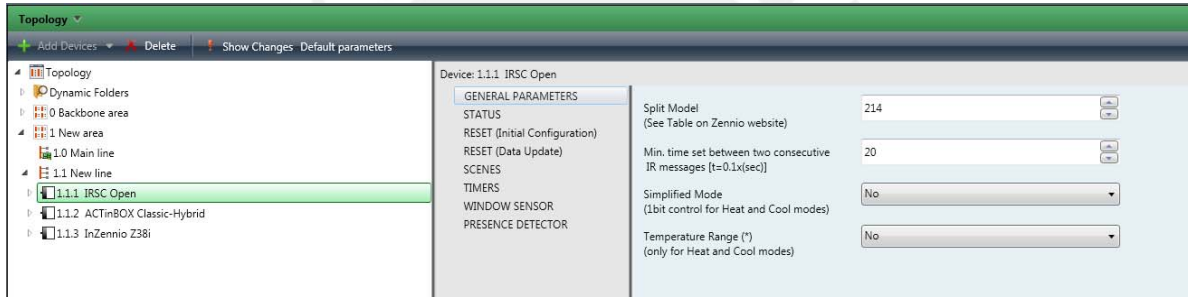 Topology
Add Devices Delete Show Changes Default parameters
Topology
Dynamic Folders
0 Backbone area
1 New area
1.0 Main line
1.1 New line
1.1.1 IRSC Open
1.1.2 ACTinBOX Classic-Hybrid
1.1.3 InZennio Z38i
Device: 1.1.1 IRSC Open
GENERAL PARAMETERS
STATUS
RESET (Initial Configuration)
RESET (Data Update)
SCENES
TIMERS
WINDOW SENSOR
PRESENCE DETECTOR
Split Model 214
(See Table on Zennio website)
Min. time set between two consecutive 20
IR messages [t=0.1x(sec)]
Simplified Mode No
(1bit control for Heat and Cool modes)
Temperature Range (*) No
(only for Heat and Cool modes)